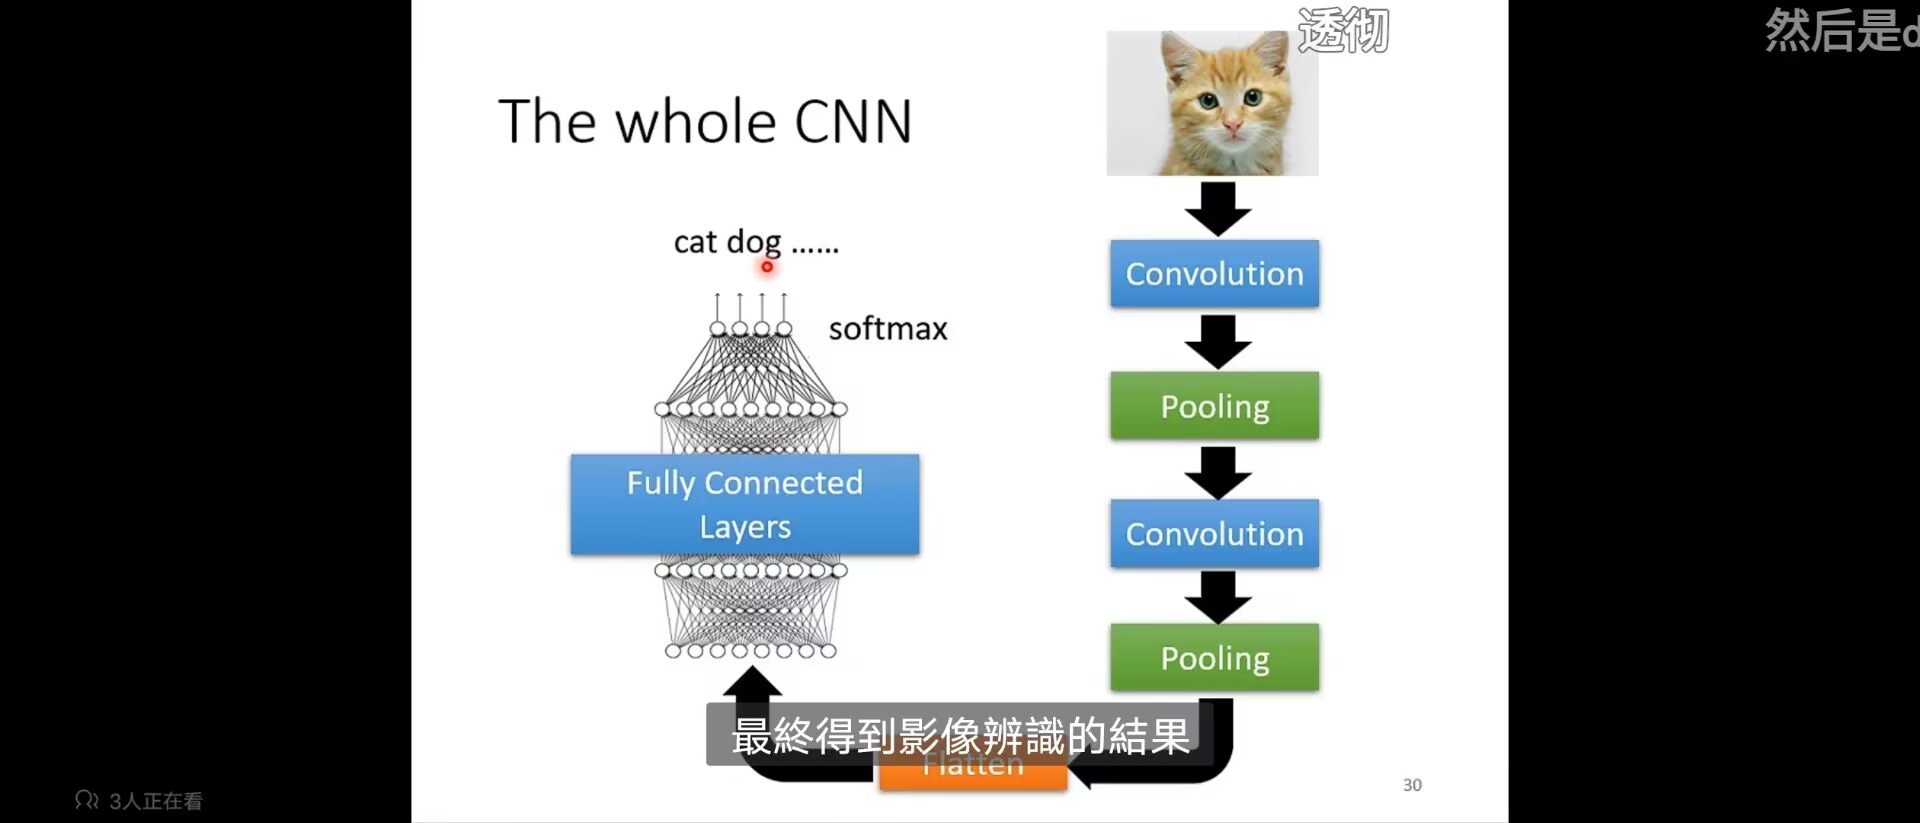 透彻
然后是d
The whole CNN
cat dog ......
softmax
Fully Connected
Layers
Convolution
Pooling
Convolution
Pooling
Flatten
最終得到影像辨識的結果
30
3人正在看